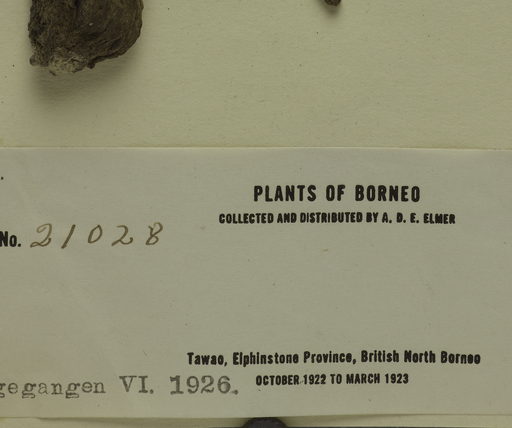 PLANTS OF BORNEO
COLLECTED AND DISTRIBUTED BY A. D. E. ELMER
No. 21028
Tawao, Elphinstone Province, British North Borneo
OCTOBER 1922 TO MARCH 1923
gegangen VI. 1926.